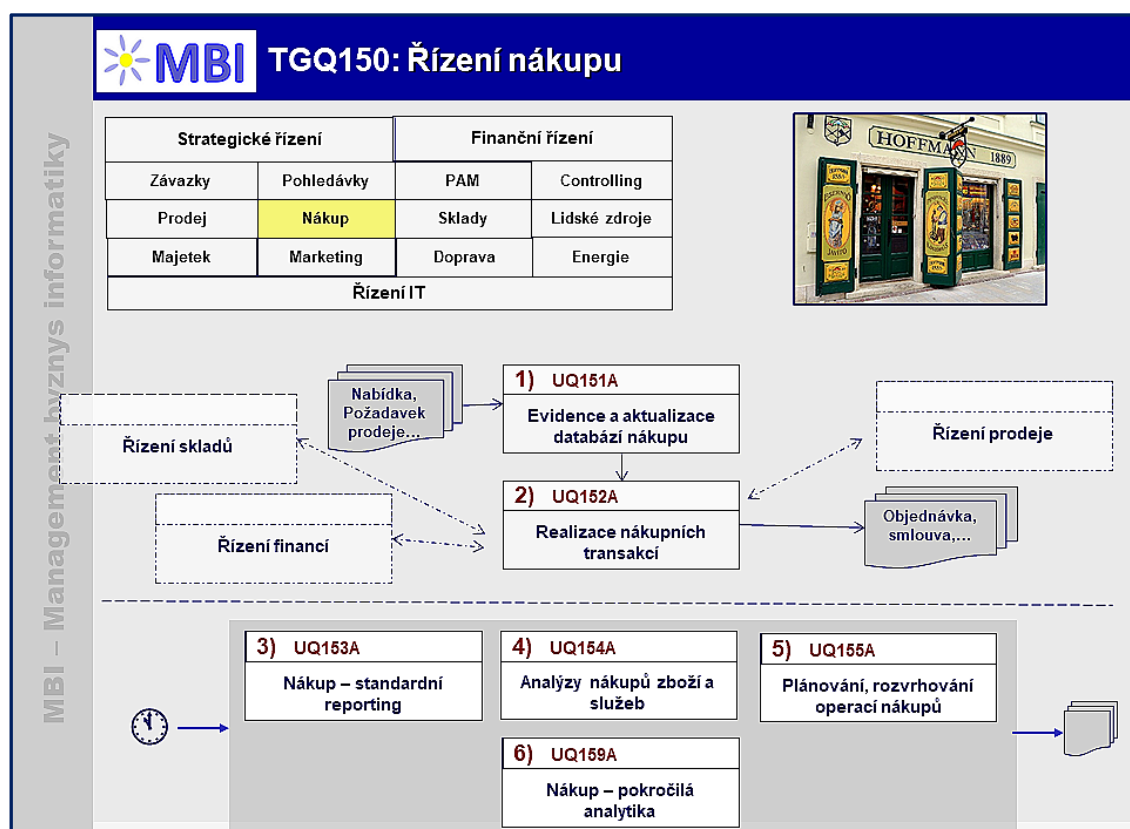 MBI
TGQ150: Řízení nákupu
MBI – Management byznys informatiky
Strategické řízení
Finanční řízení
Závazky
Pohledávky
PAM
Controlling
Prodej
Nákup
Sklady
Lidské zdroje
Majetek
Marketing
Doprava
Energie
Řízení IT
HOFFMANN
1889
Nabídka,
Požadavek
prodeje...
1) UQ151A
Evidence a aktualizace
databází nákupu
Řízení skladů
Řízení prodeje
2) UQ152A
Realizace nákupních
transakcí
Řízení financí
Objednávka,
smlouva,...
3) UQ153A
Nákup – standardní
reporting
4) UQ154A
Analýzy nákupů zboží a
služeb
5) UQ155A
Plánování, rozvrhování
operací nákupů
6) UQ159A
Nákup – pokročilá
analytika